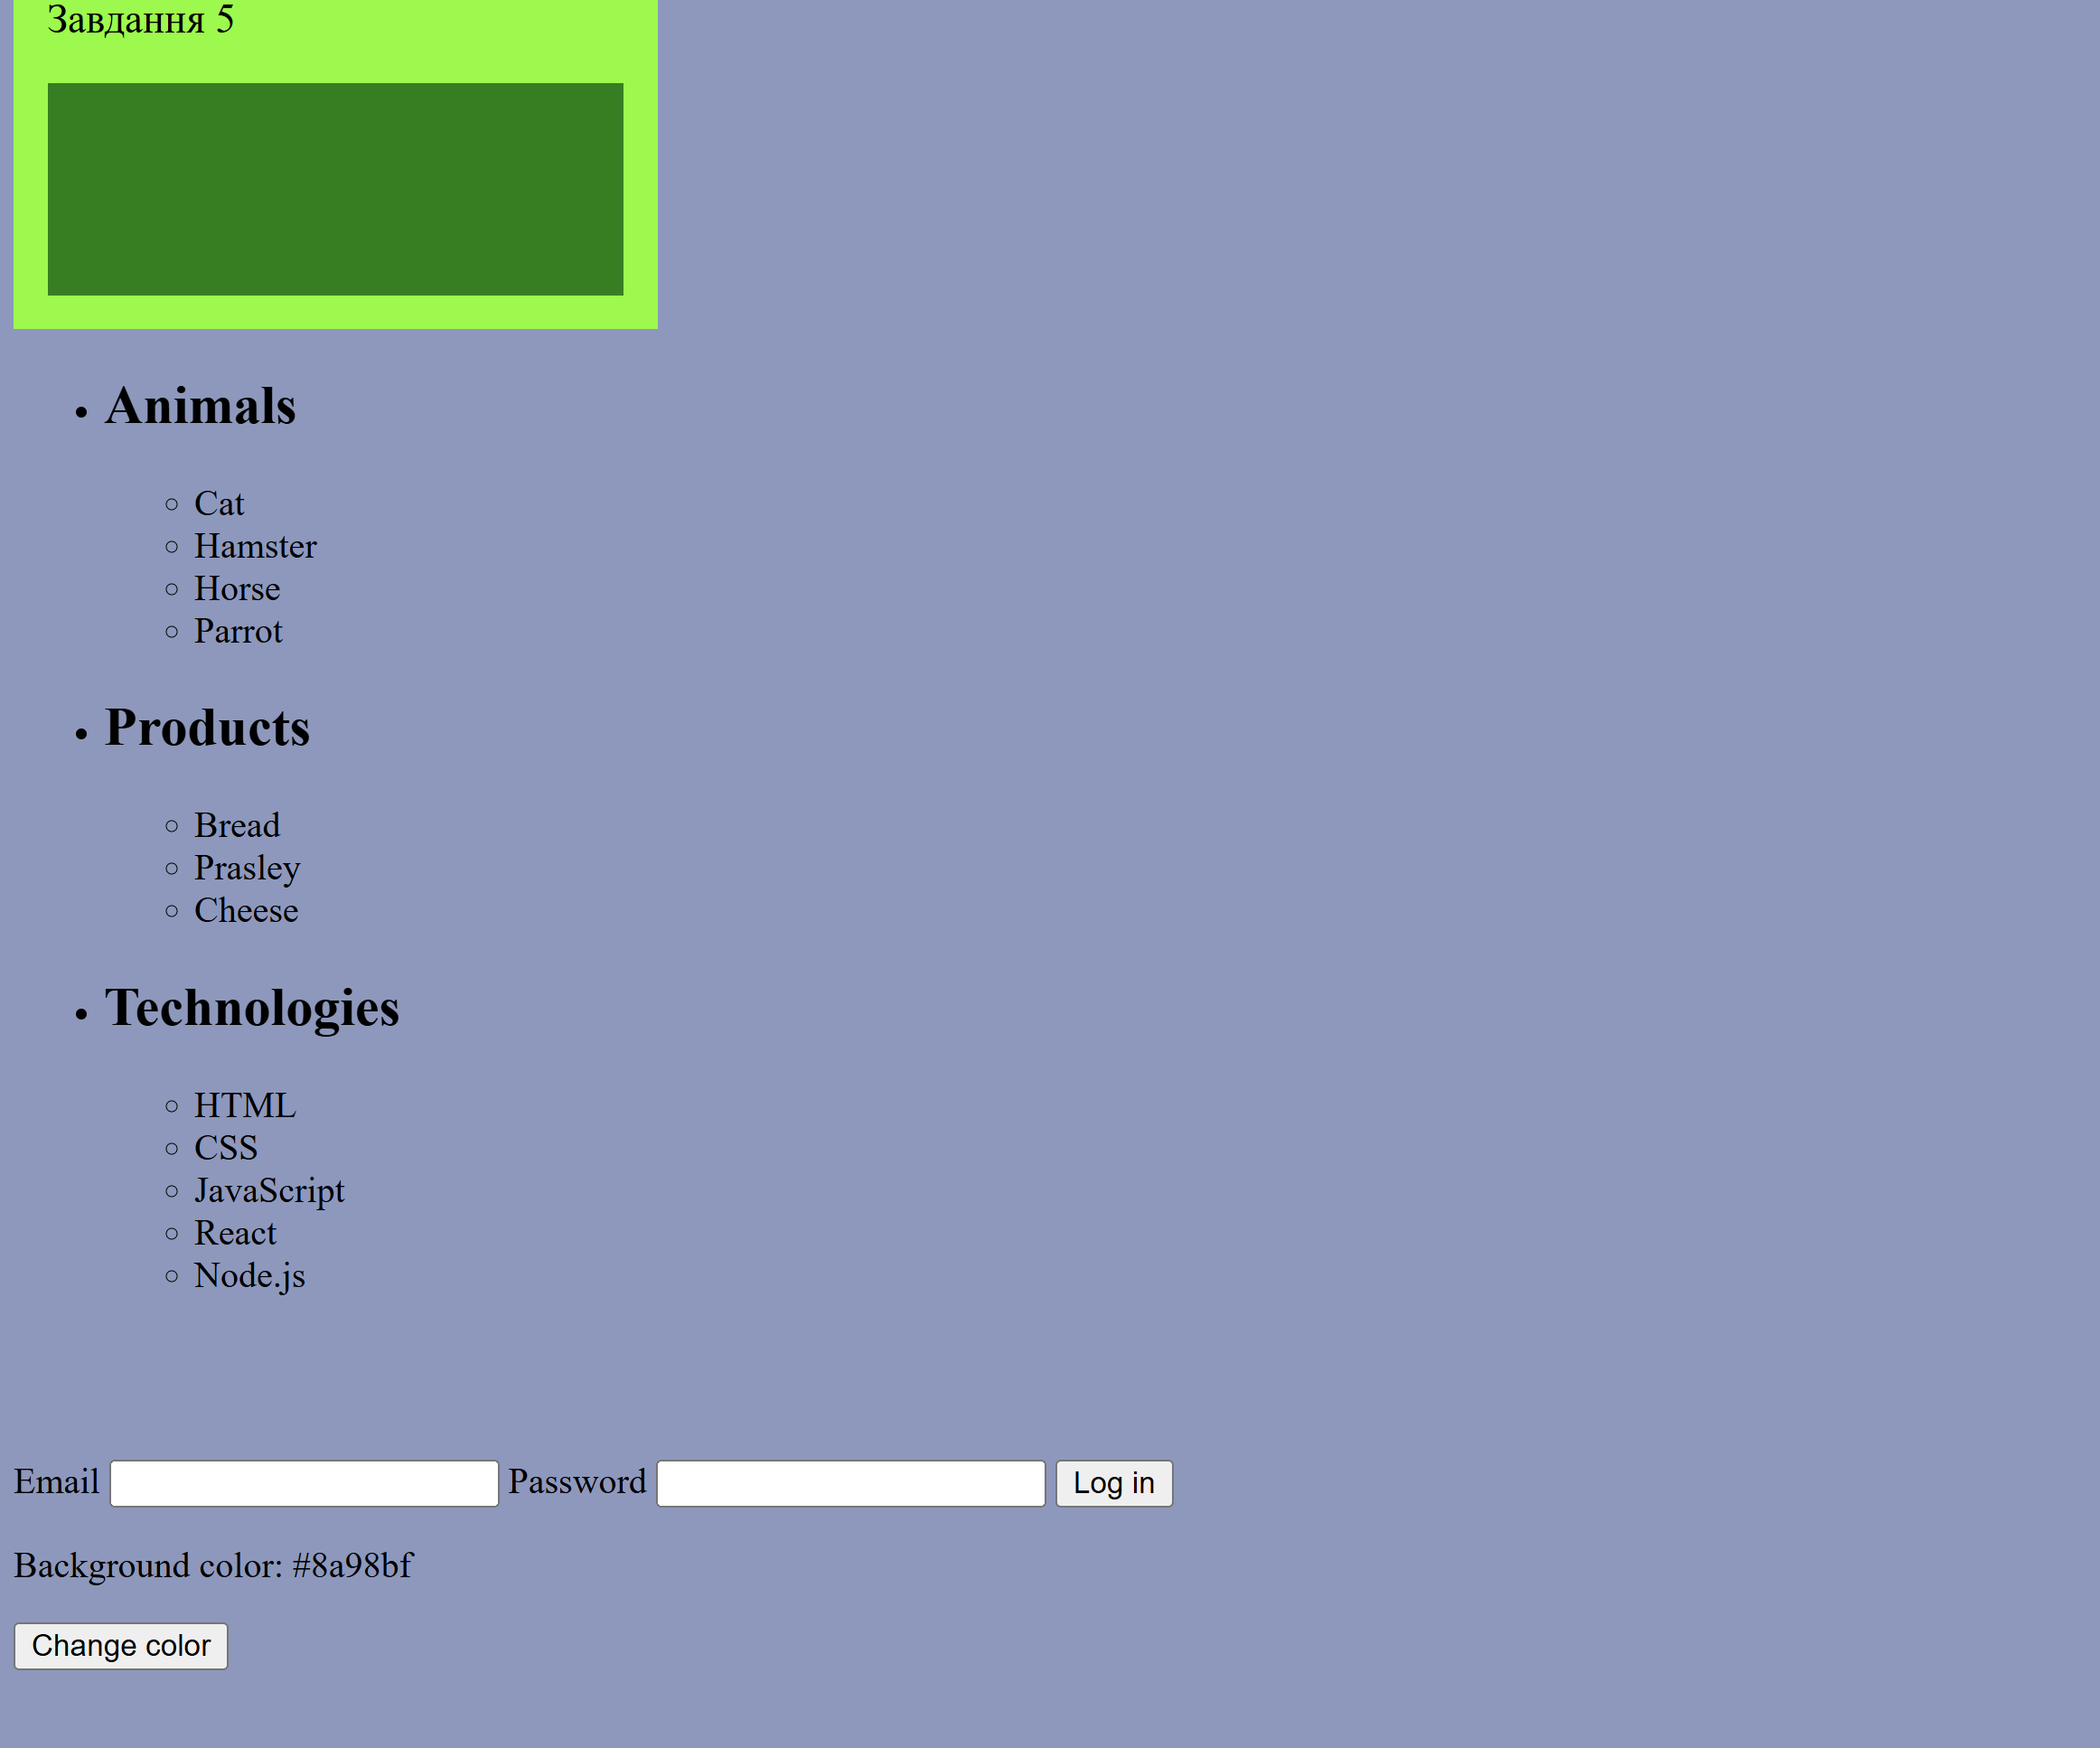 Завдання 5
Animals
Cat
Hamster
Horse
Parrot
Products
Bread
Prasley
Cheese
Technologies
HTML
CSS
JavaScript
React
Node.js
Email Password Log in
Background color: #8a98bf
Change color